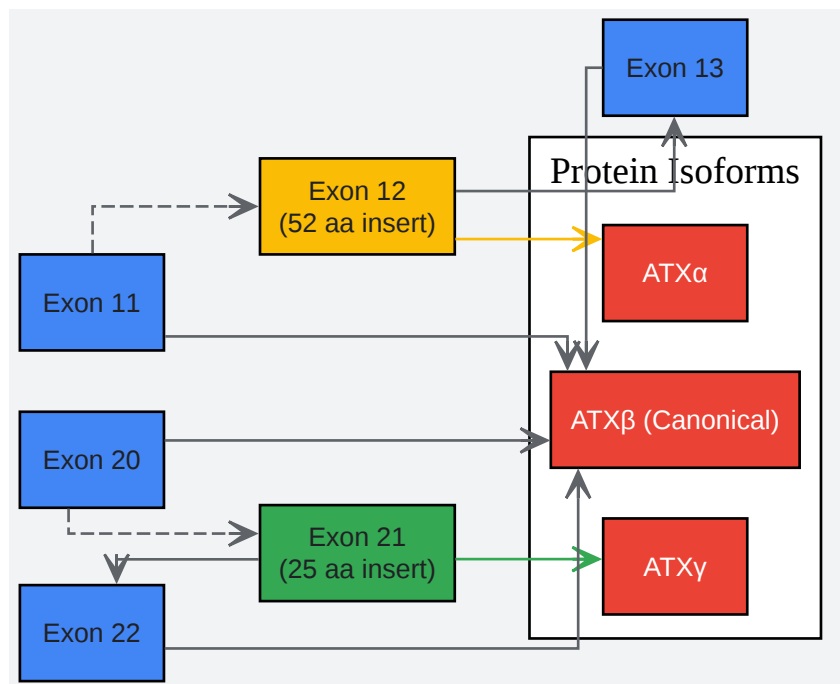 Exon 13
Protein Isoforms
Exon 12
(52 aa insert)
ATXα
Exon 11
ATXβ (Canonical)
Exon 20
Exon 21
(25 aa insert)
ATXγ
Exon 22